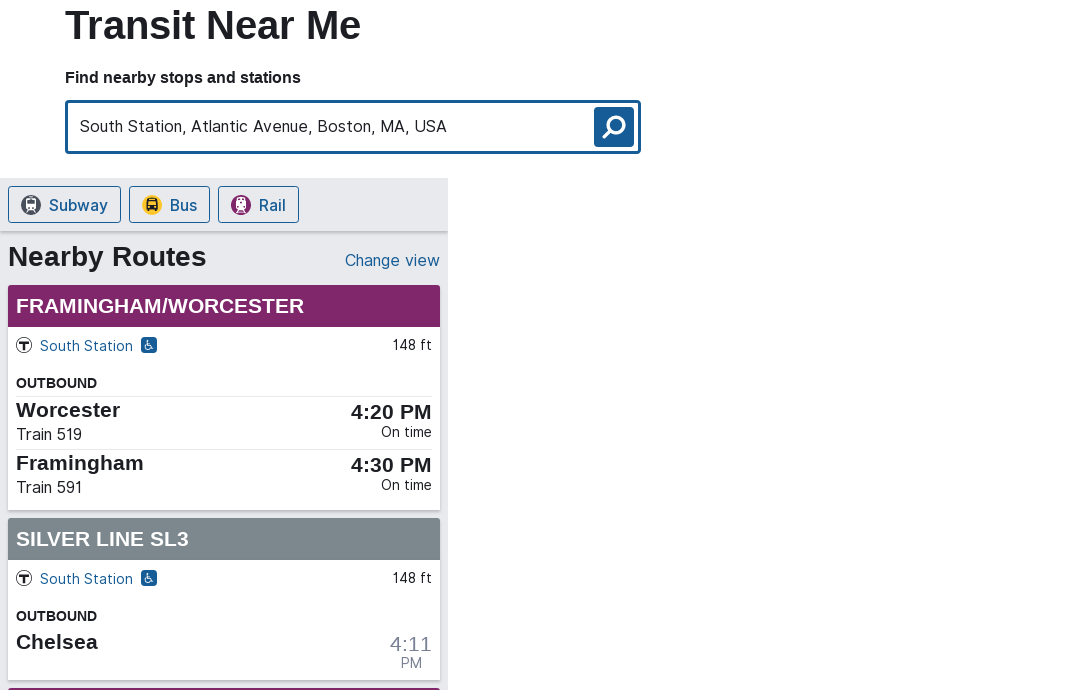 Transit Near Me
Find nearby stops and stations
South Station, Atlantic Avenue, Boston, MA, USA
Subway Bus Rail
Nearby Routes Change view
FRAMINGHAM/WORCESTER
South Station 148 ft
OUTBOUND
Worcester 4:20 PM
Train 519 On time
Framingham 4:30 PM
Train 591 On time
SILVER LINE SL3
South Station 148 ft
OUTBOUND
Chelsea 4:11
PM